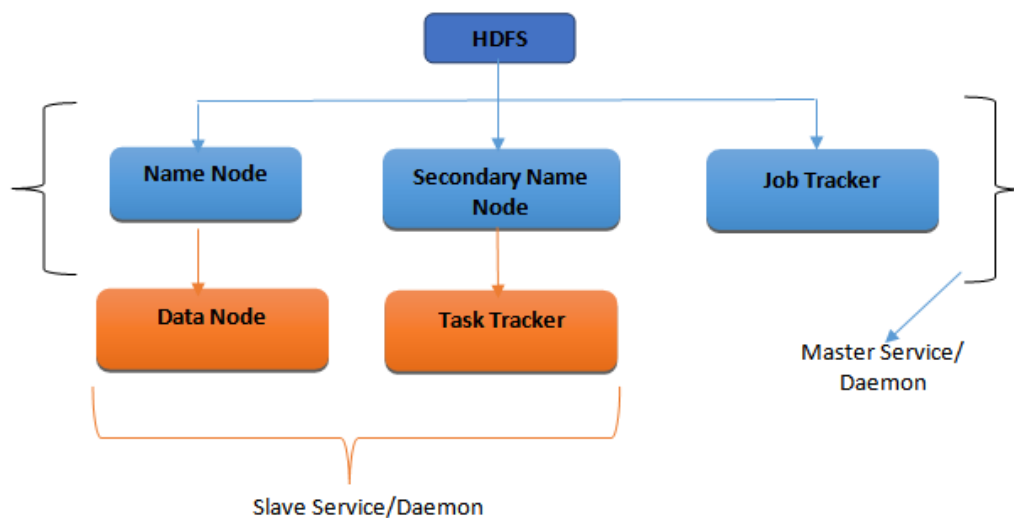 HDFS
Name Node
Secondary Name
Node
Job Tracker
Data Node
Task Tracker
Master Service/
Daemon
Slave Service/Daemon